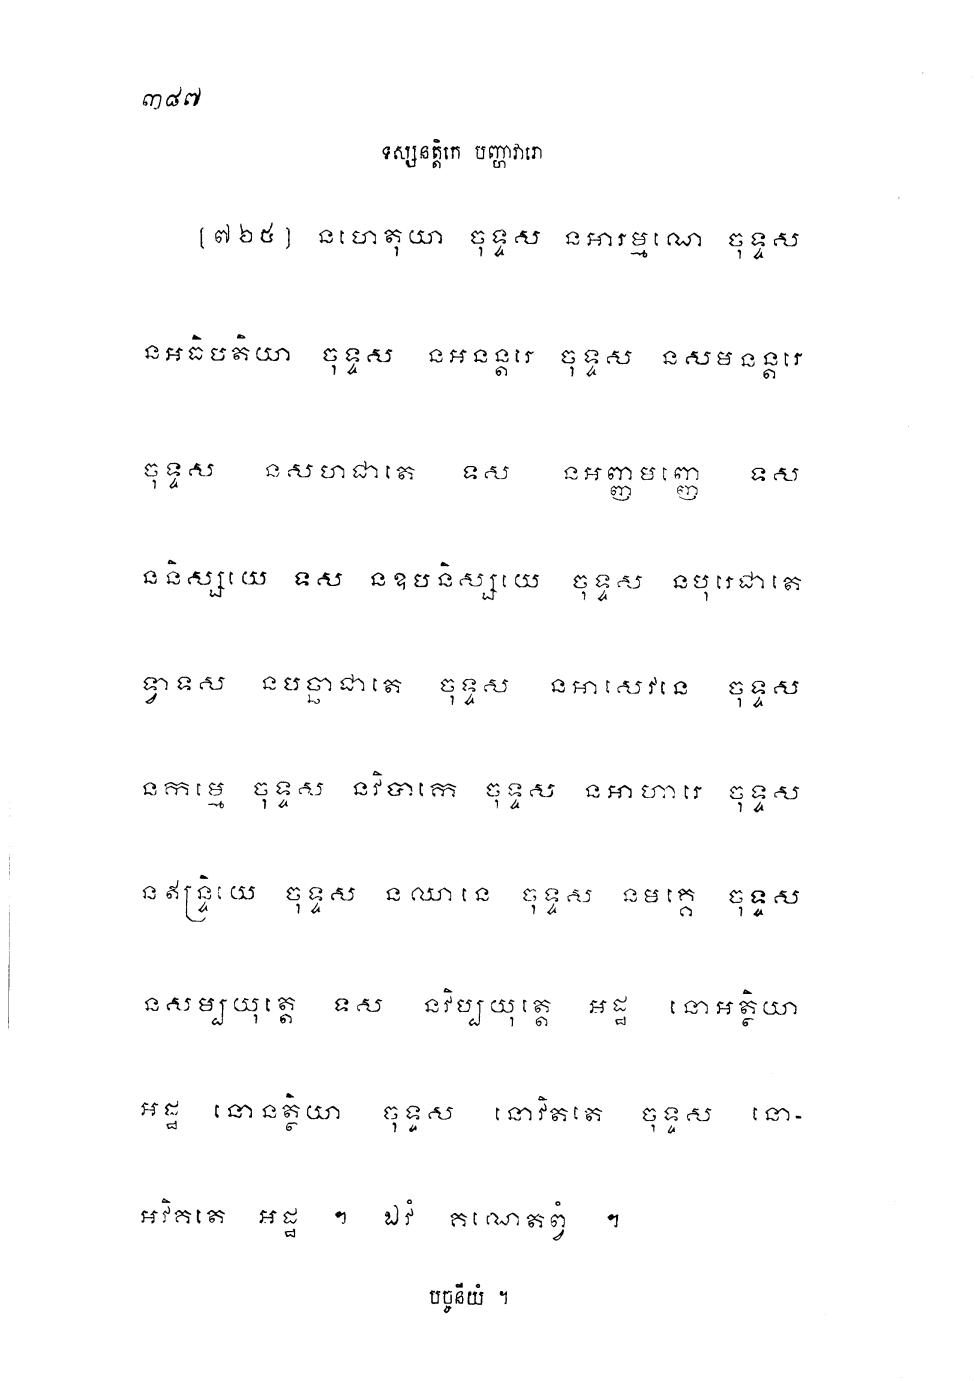 ៣៨៧
ទស្សនត្តិកេ បញ្ហាវារោ
[៧៦៥] នហេតុយា ចុទ្ទស នអារម្មណេ ចុទ្ទស
នអធិបតិយា ចុទ្ទស នអនន្តរេ ចុទ្ទស នសមនន្តរេ
ចុទ្ទស នសហជាតេ ទស នអញ្ញមញ្ញេ ទស
ននិស្សយេ ទស នឧបនិស្សយេ ចុទ្ទស នបុរេជាតេ
ទ្វាទស នបច្ឆាជាតេ ចុទ្ទស នអាសេវនេ ចុទ្ទស
នកម្មេ ចុទ្ទស នវិបាកេ ចុទ្ទស នអាហារេ ចុទ្ទស
នឥន្ទ្រិយេ ចុទ្ទស នឈានេ ចុទ្ទស នមគ្គេ ចុទ្ទស
នសម្បយុត្តេ ទស នវិប្បយុត្តេ អដ្ឋ នោអត្ថិយា
អដ្ឋ នោនត្ថិយា ចុទ្ទស នោវិគតេ ចុទ្ទស នោ-
អវិគតេ អដ្ឋ ។ ឯវំ គណេតព្វំ ។
បច្ចនីយំ ។